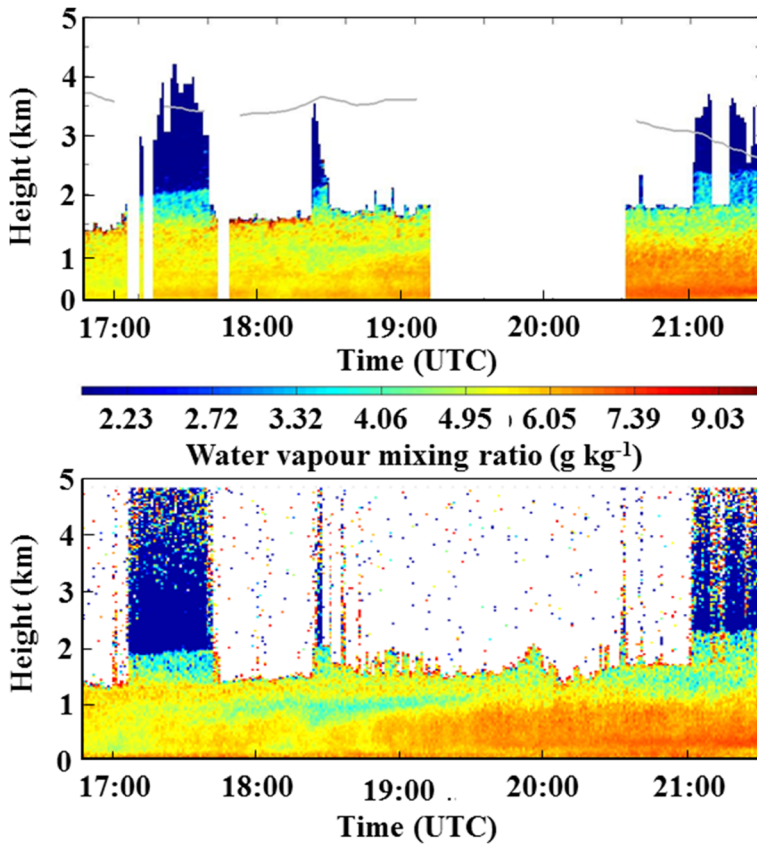 5
4
3
2
1
0
Height (km)
17:00 18:00 19:00 20:00 21:00
Time (UTC)
2.23 2.72 3.32 4.06 4.95 6.05 7.39 9.03
Water vapour mixing ratio (g kg⁻¹)
5
4
3
2
1
0
Height (km)
17:00 18:00 19:00 20:00 21:00
Time (UTC)